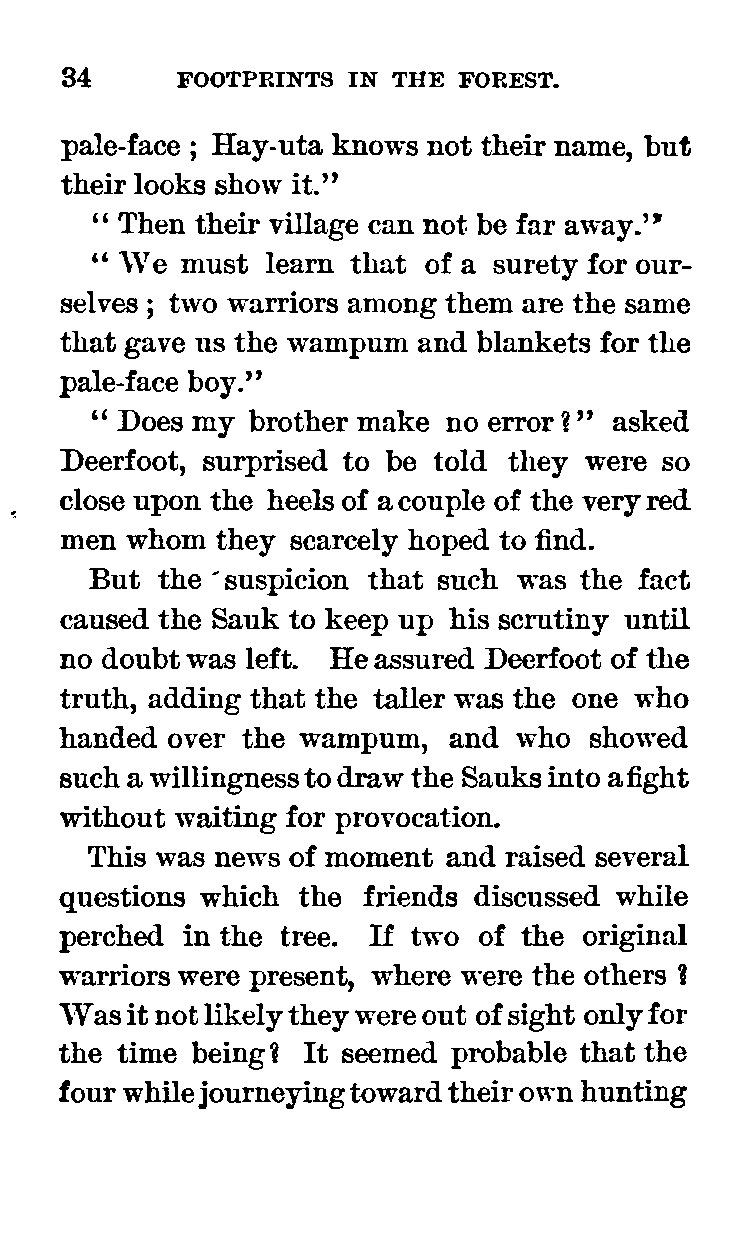 34 FOOTPRINTS IN THE FOREST.
pale-face ; Hay-uta knows not their name, but
their looks show it."
" Then their village can not be far away."
" We must learn that of a surety for our-
selves ; two warriors among them are the same
that gave us the wampum and blankets for the
pale-face boy."
" Does my brother make no error ? " asked
Deerfoot, surprised to be told they were so
close upon the heels of a couple of the very red
men whom they scarcely hoped to find.
But the suspicion that such was the fact
caused the Sauk to keep up his scrutiny until
no doubt was left. He assured Deerfoot of the
truth, adding that the taller was the one who
handed over the wampum, and who showed
such a willingness to draw the Sauks into a fight
without waiting for provocation.
This was news of moment and raised several
questions which the friends discussed while
perched in the tree. If two of the original
warriors were present, where were the others ?
Was it not likely they were out of sight only for
the time being? It seemed probable that the
four while journeying toward their own hunting